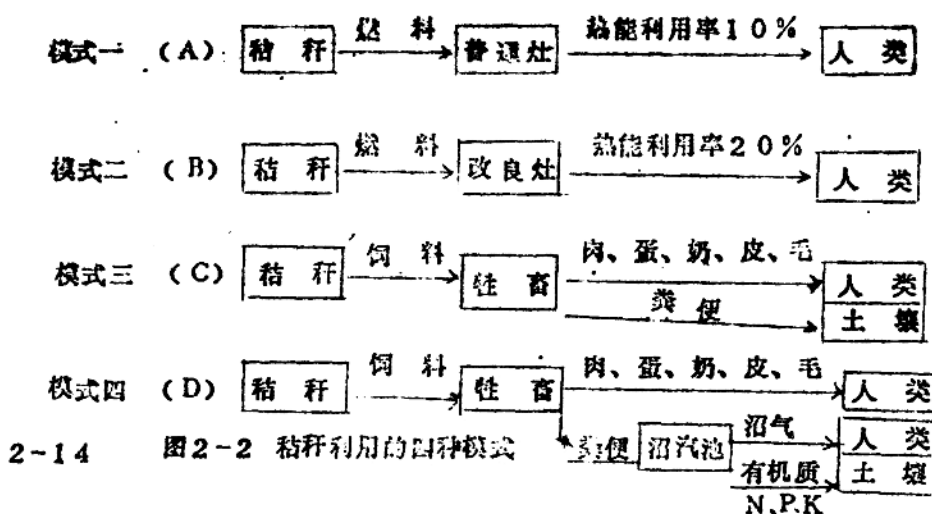 燃 料 热能利用率10%
模式一 (A) 秸 秆 普通灶 人 类
燃 料 热能利用率20%
模式二 (B) 秸 秆 改良灶 人 类
饲 料 肉、蛋、奶、皮、毛
模式三 (C) 秸 秆 牲 畜 人 类
粪 便 土 壤
饲 料 肉、蛋、奶、皮、毛
模式四 (D) 秸 秆 牲 畜 人 类
沼气
2-14 图2-2 秸秆利用的四种模式 粪便 沼汽池 人 类
有机质 土 壤
N、P、K